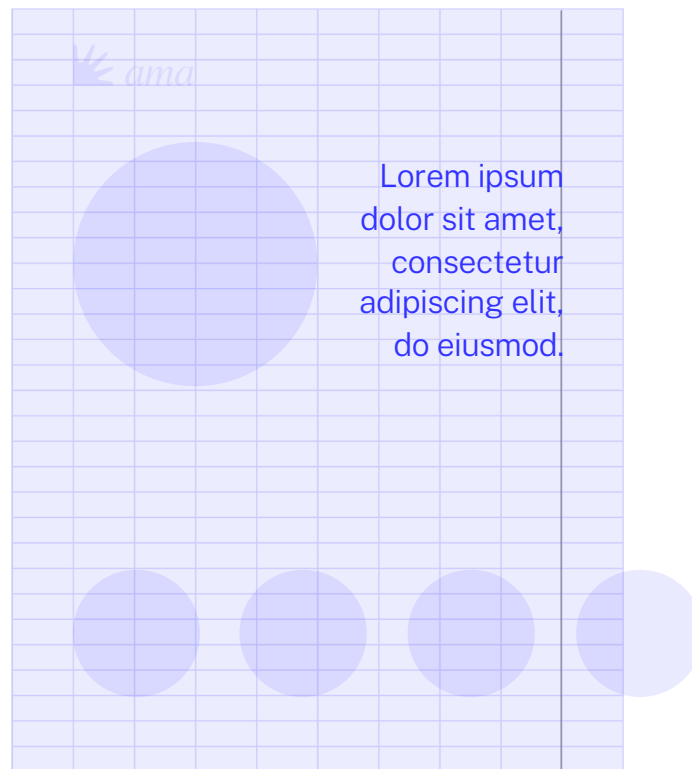 ama
Lorem ipsum
dolor sit amet,
consectetur
adipiscing elit,
do eiusmod.